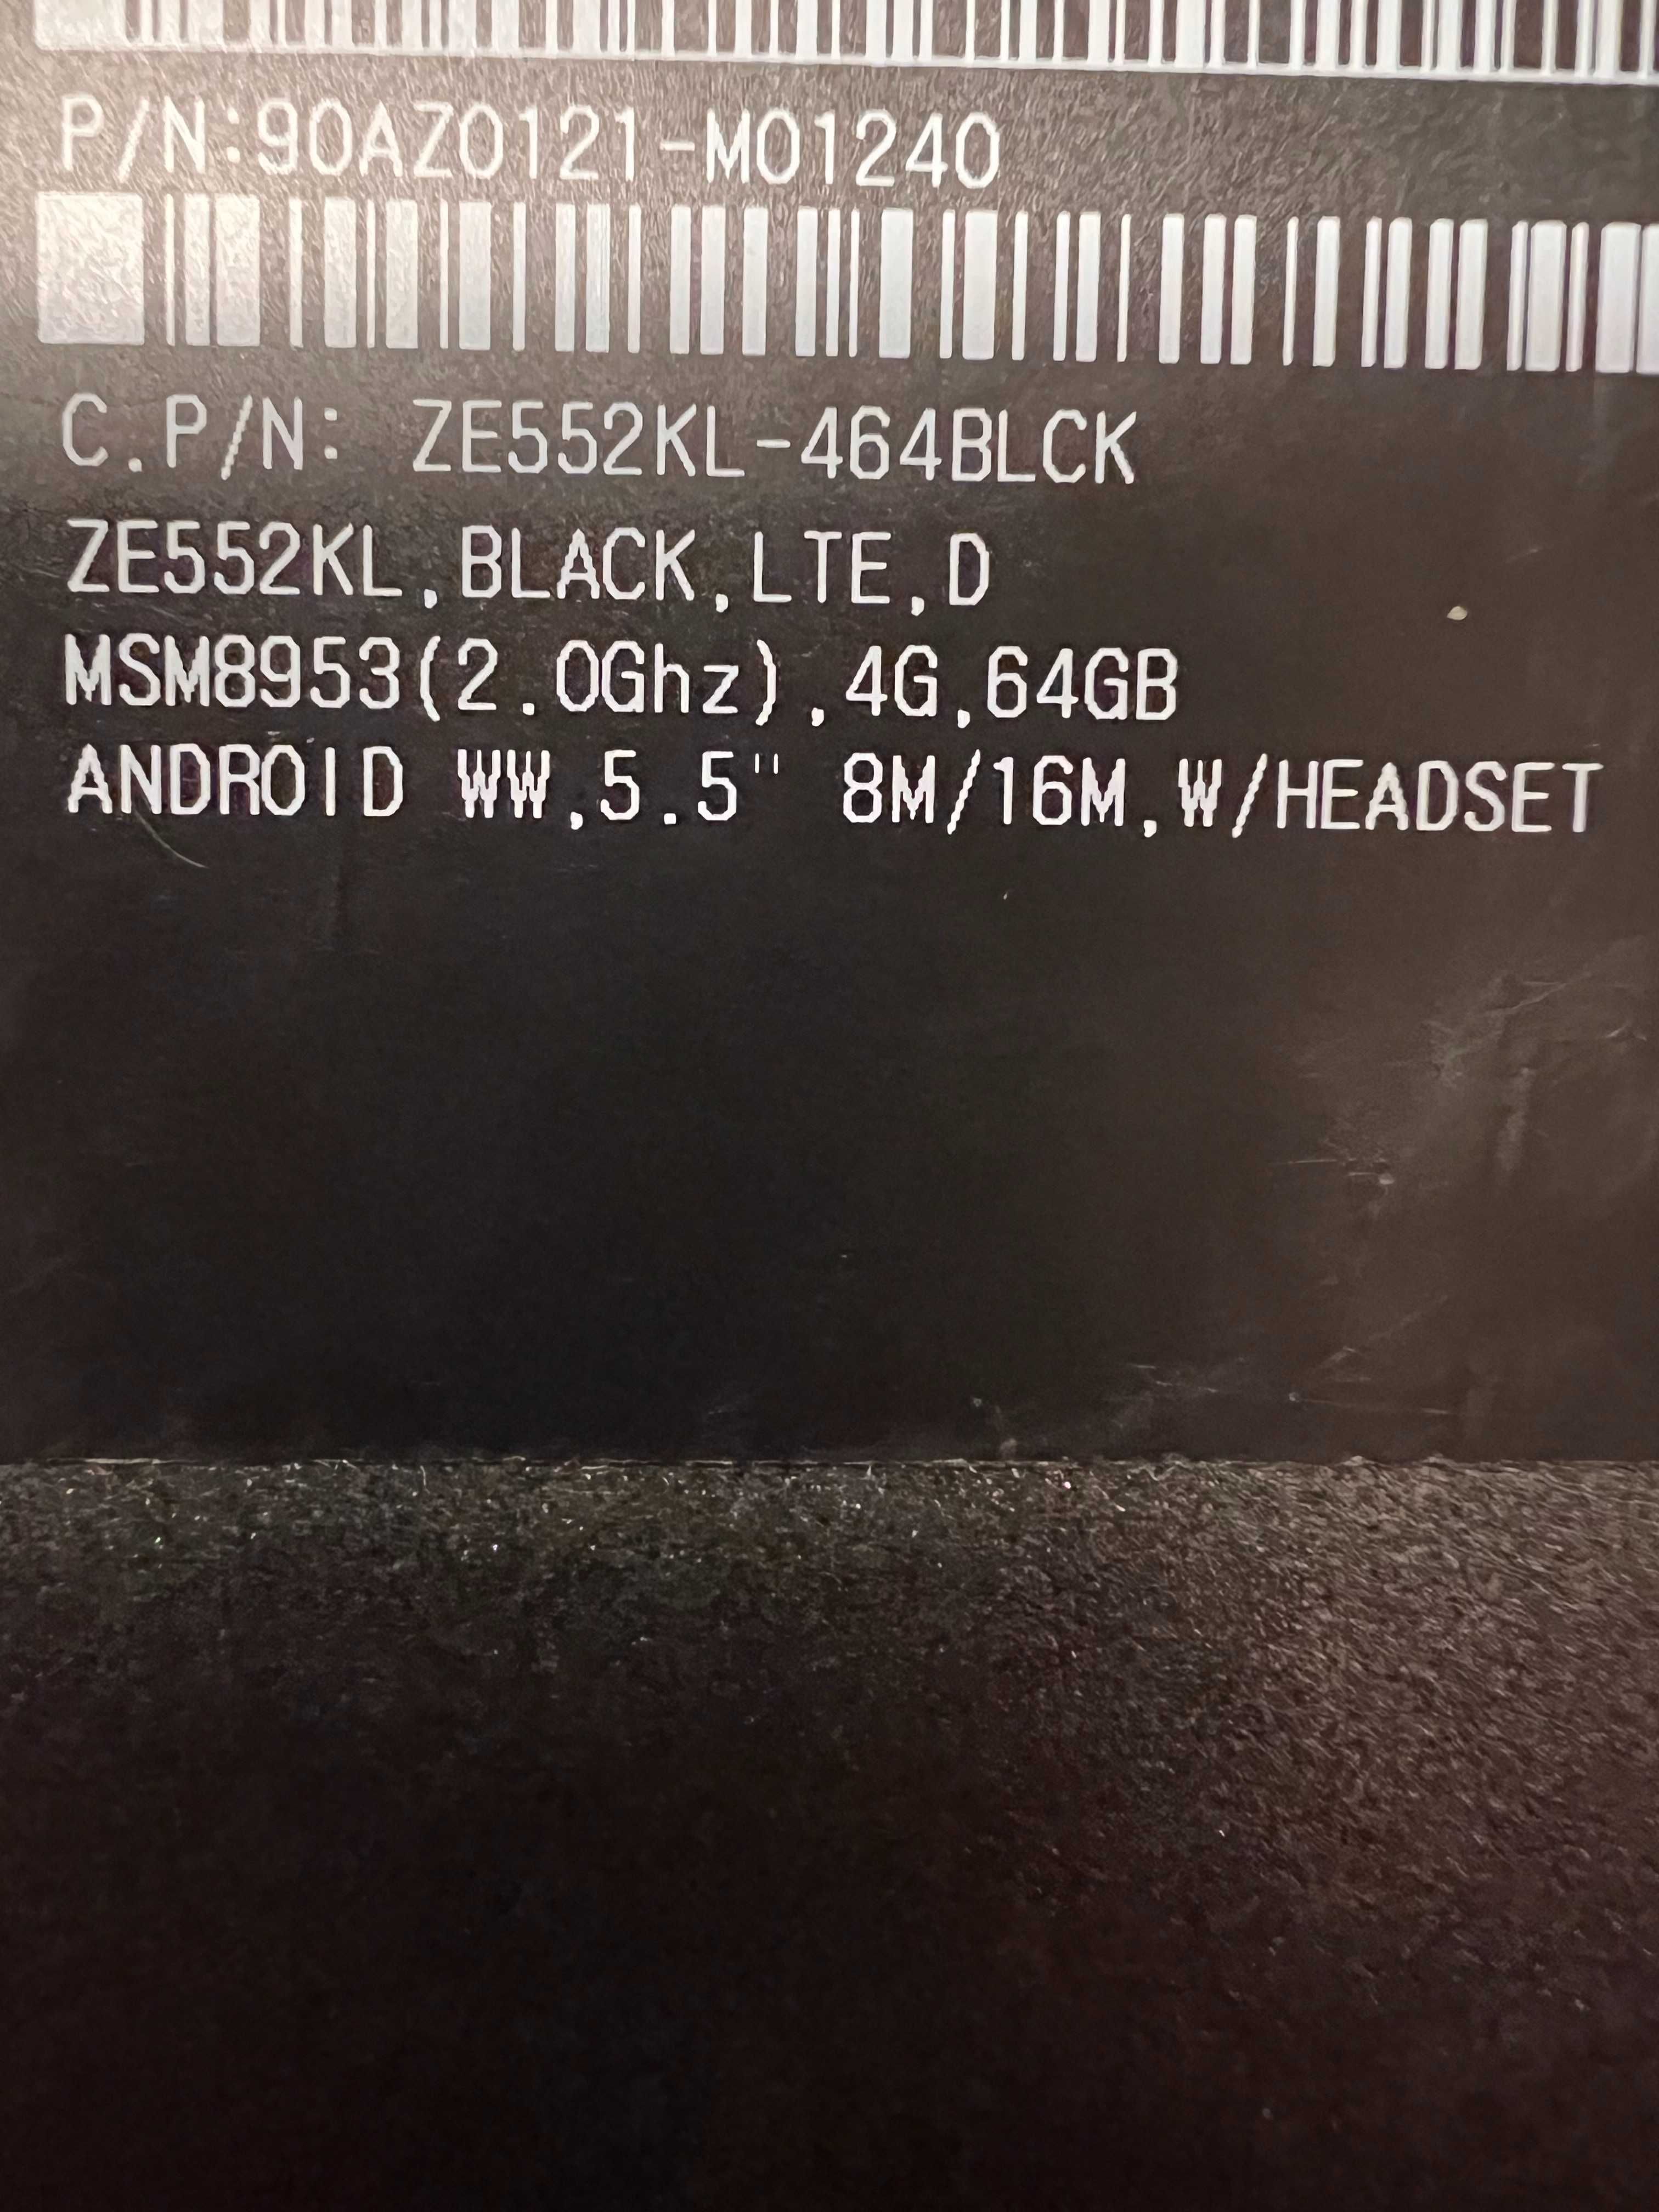 P/N:90AZ0121-M01240
C.P/N: ZE552KL-464BLCK
ZE552KL,BLACK,LTE,D
MSM8953(2.0Ghz),4G,64GB
ANDROID WW,5.5" 8M/16M,W/HEADSET